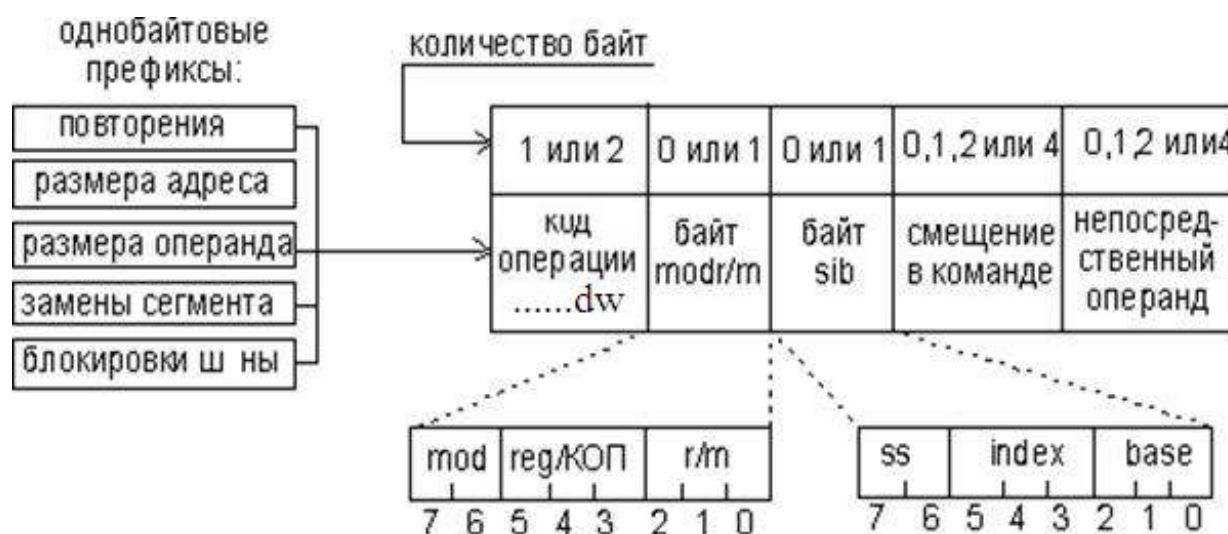 однобайтовые
префиксы:
повторения
размера адреса
размера операнда
замены сегмента
блокировки ш ны
количество байт
1 или 2
0 или 1
0 или 1
0,1,2 или 4
0,1,2 или4
код
операции
......dw
байт
modr/m
байт
sib
смещение
в команде
непосред-
ственный
операнд
mod
reg/КОП
r/m
7 6 5 4 3 2 1 0
ss
index
base
7 6 5 4 3 2 1 0